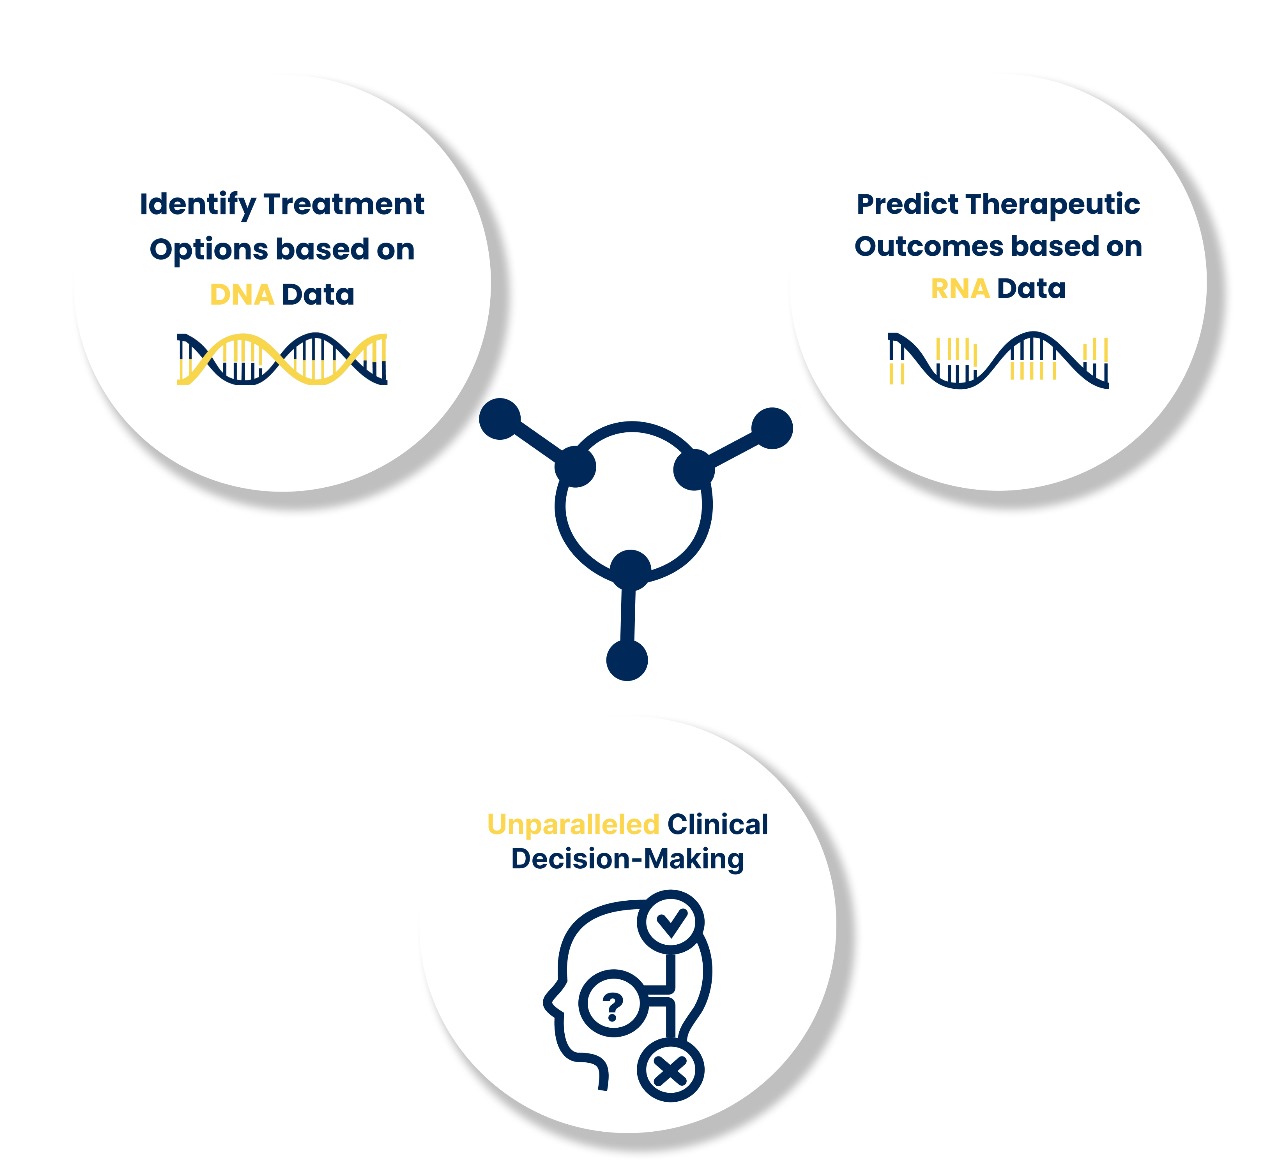 Identify Treatment
Options based on
DNA Data
Predict Therapeutic
Outcomes based on
RNA Data
Unparalleled Clinical
Decision-Making
?